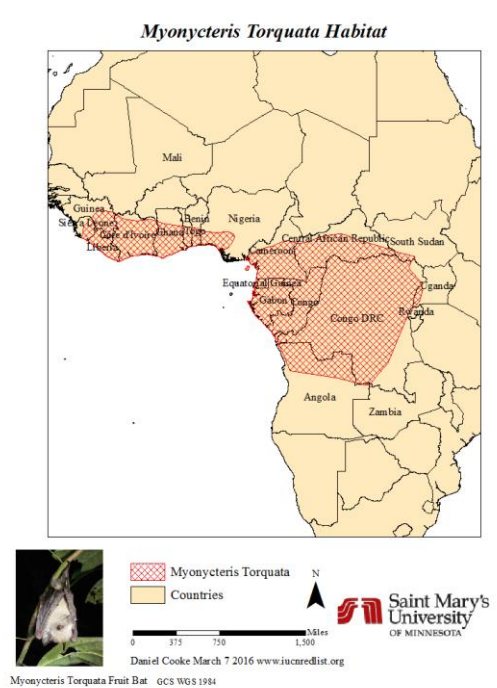 Myonycteris Torquata Habitat
Mali
Guinea
Benin
Nigeria
Sierra Leone
Cote d'Ivoire
Ghana
Togo
Liberia
Central African Republic
South Sudan
Cameroon
Equatorial Guinea
Uganda
Gabon
Congo
Rwanda
Congo DRC
Angola
Zambia
Myonycteris Torquata
N
Countries
Miles
0 375 750 1,500
Saint Mary's
University
OF MINNESOTA
Daniel Cooke March 7 2016 www.iucnredlist.org
Myonycteris Torquata Fruit Bat GCS WGS 1984